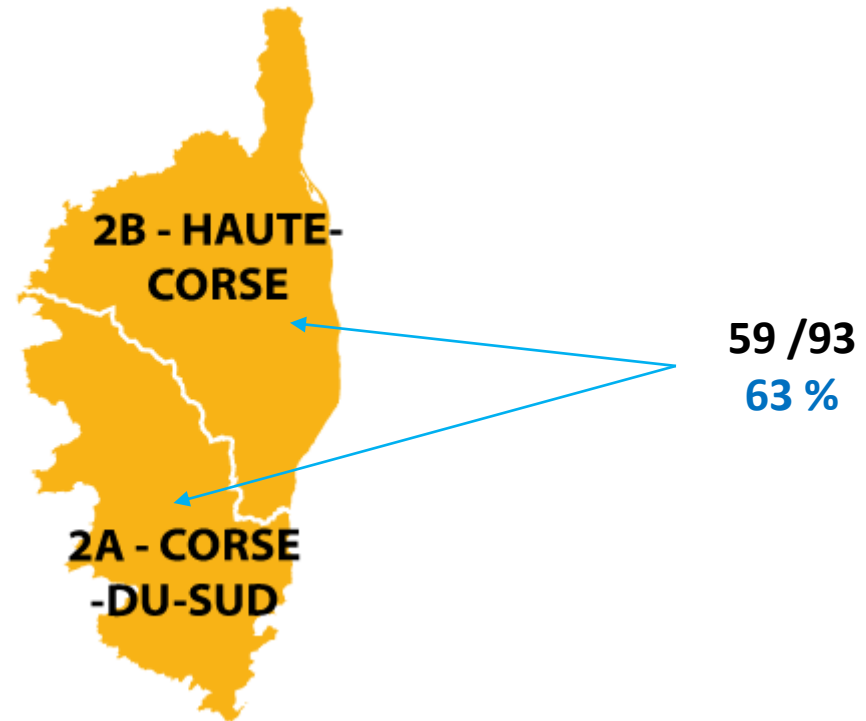 2B - HAUTE-
CORSE
59 /93
63 %
2A - CORSE
-DU-SUD